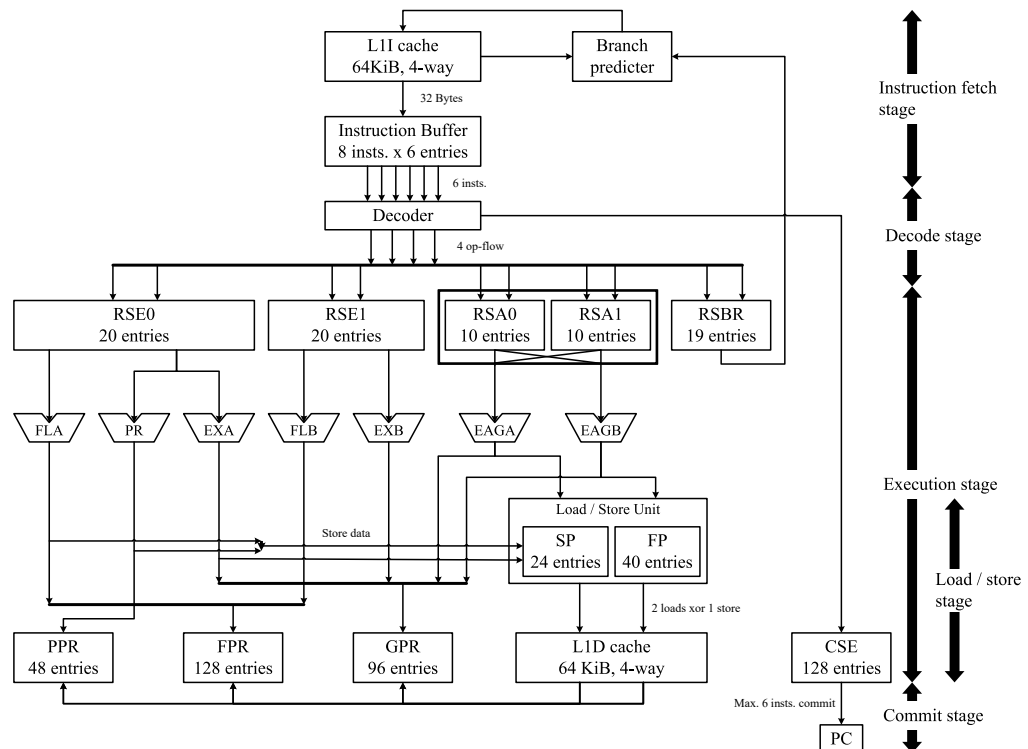 L1I cache
64KiB, 4-way
Branch
predicter
Instruction fetch
stage
32 Bytes
Instruction Buffer
8 insts. x 6 entries
6 insts.
Decoder
Decode stage
4 op-flow
RSE0
20 entries
RSE1
20 entries
RSA0
10 entries
RSA1
10 entries
RSBR
19 entries
FLA
PR
EXA
FLB
EXB
EAGA
EAGB
Execution stage
Load / Store Unit
Store data
SP
24 entries
FP
40 entries
Load / store
stage
2 loads xor 1 store
PPR
48 entries
FPR
128 entries
GPR
96 entries
L1D cache
64 KiB, 4-way
CSE
128 entries
Max. 6 insts. commit
Commit stage
PC